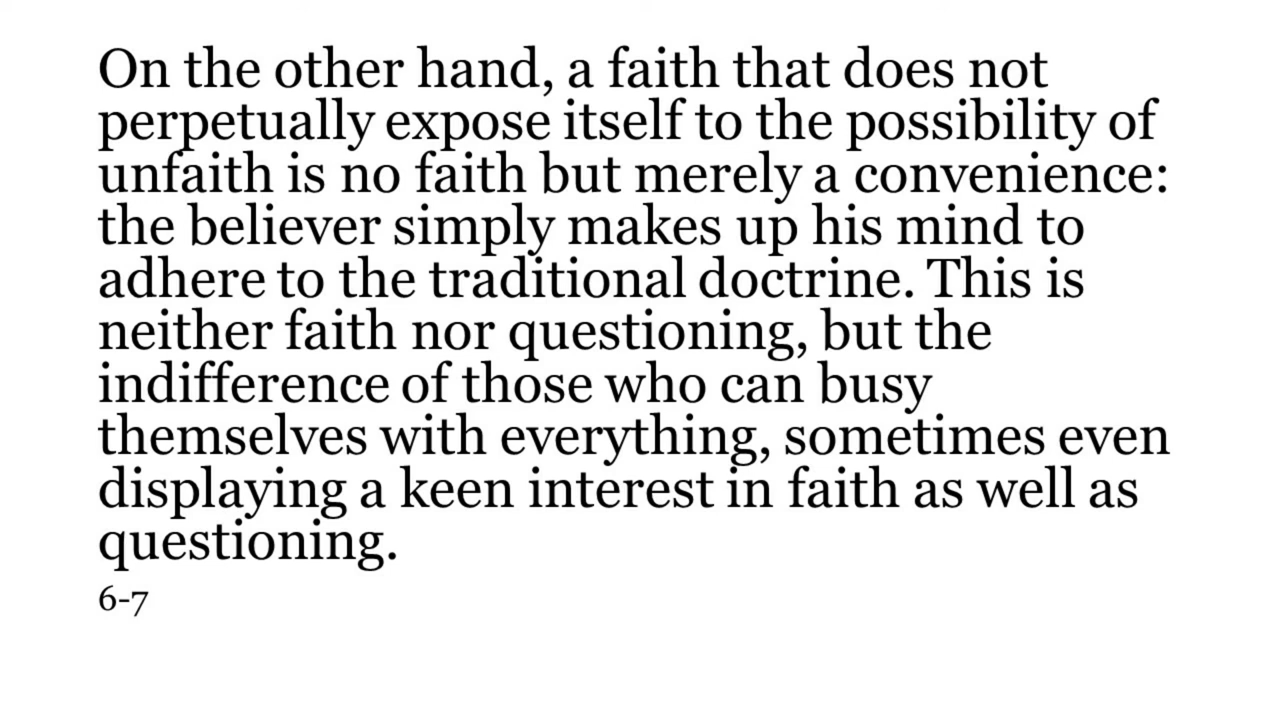 On the other hand, a faith that does not
perpetually expose itself to the possibility of
unfaith is no faith but merely a convenience:
the believer simply makes up his mind to
adhere to the traditional doctrine. This is
neither faith nor questioning, but the
indifference of those who can busy
themselves with everything, sometimes even
displaying a keen interest in faith as well as
questioning.
6-7